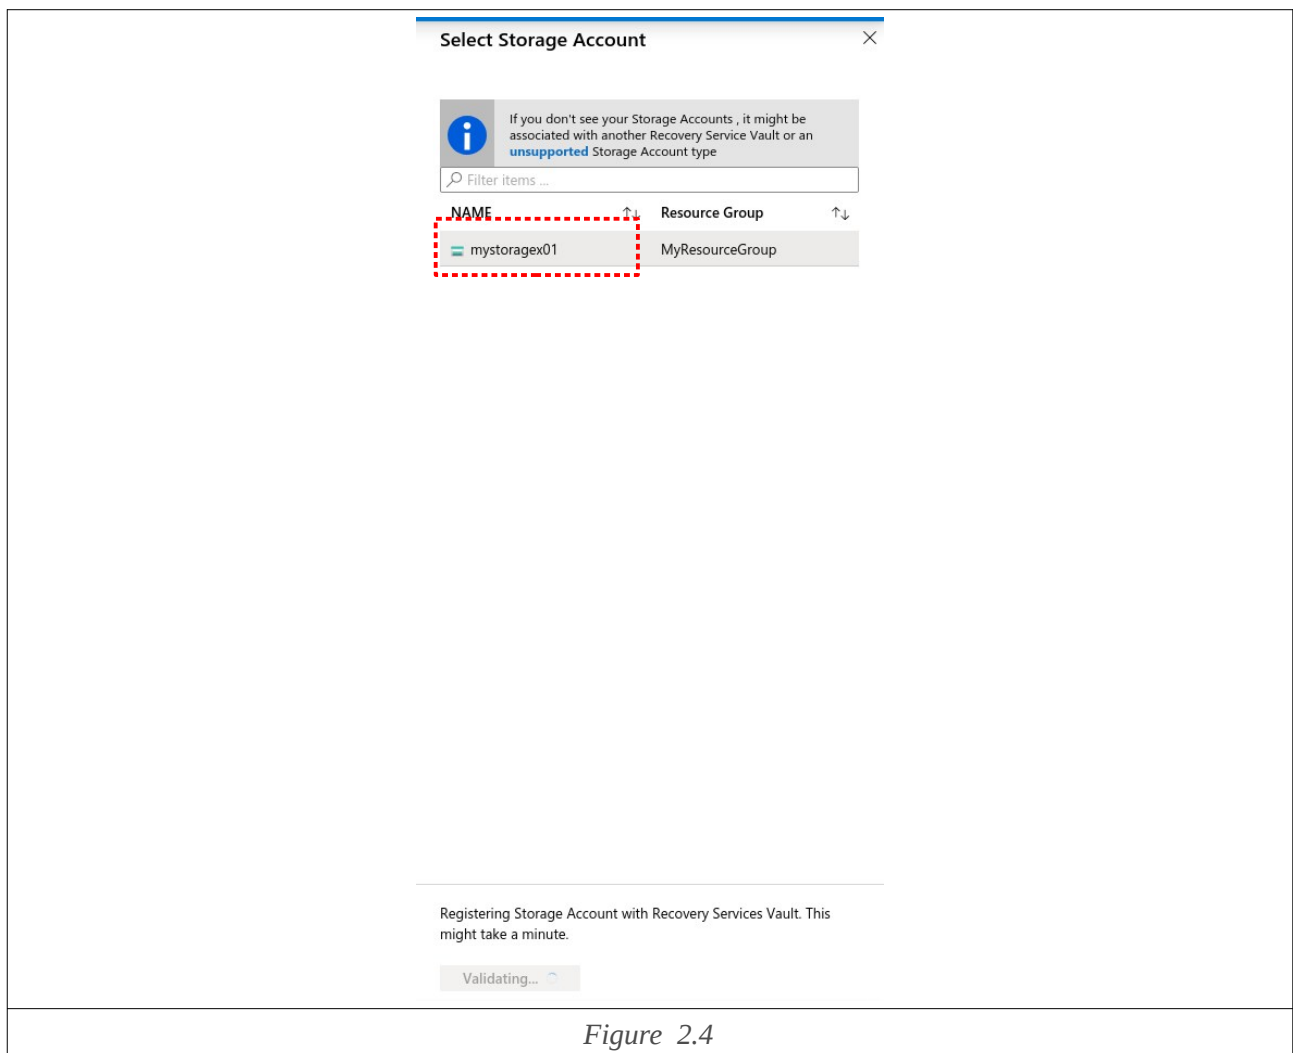 Select Storage Account
If you don't see your Storage Accounts , it might be
associated with another Recovery Service Vault or an
unsupported Storage Account type
Filter items ...
NAME Resource Group
mystoragex01 MyResourceGroup
Registering Storage Account with Recovery Services Vault. This
might take a minute.
Validating...
Figure 2.4